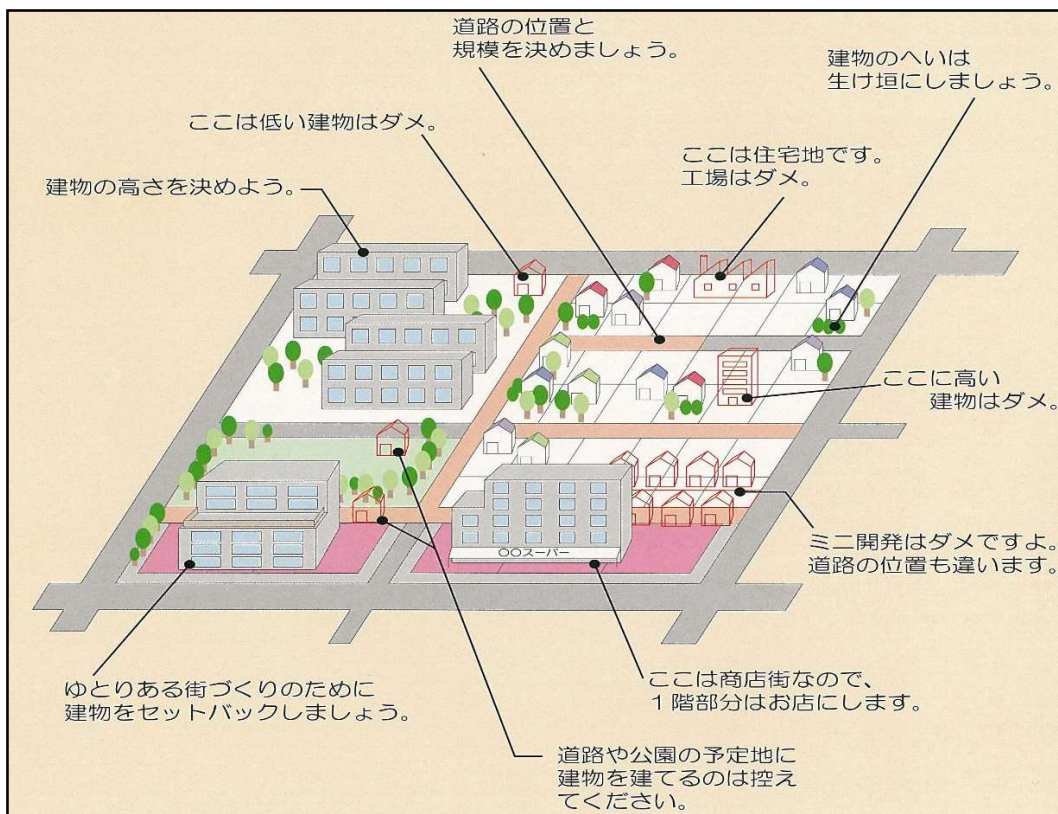 道路の位置と
規模を決めましょう。
建物のへいは
生け垣にしましょう。
ここは低い建物はダメ。
ここは住宅地です。
工場はダメ。
建物の高さを決めよう。
ここに高い
建物はダメ。
〇〇スーパー
ミニ開発はダメですよ。
道路の位置も違います。
ゆとりある街づくりのために
建物をセットバックしましょう。
ここは商店街なので、
1階部分はお店にします。
道路や公園の予定地に
建物を建てるのは控え
てください。